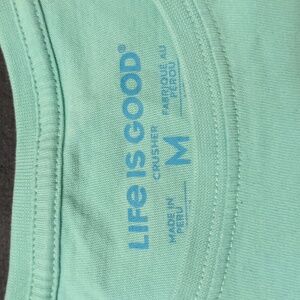 LIFE IS GOOD®
CRUSHER
M
MADE IN
PERU
FABRIQUÉ AU
PÉROU